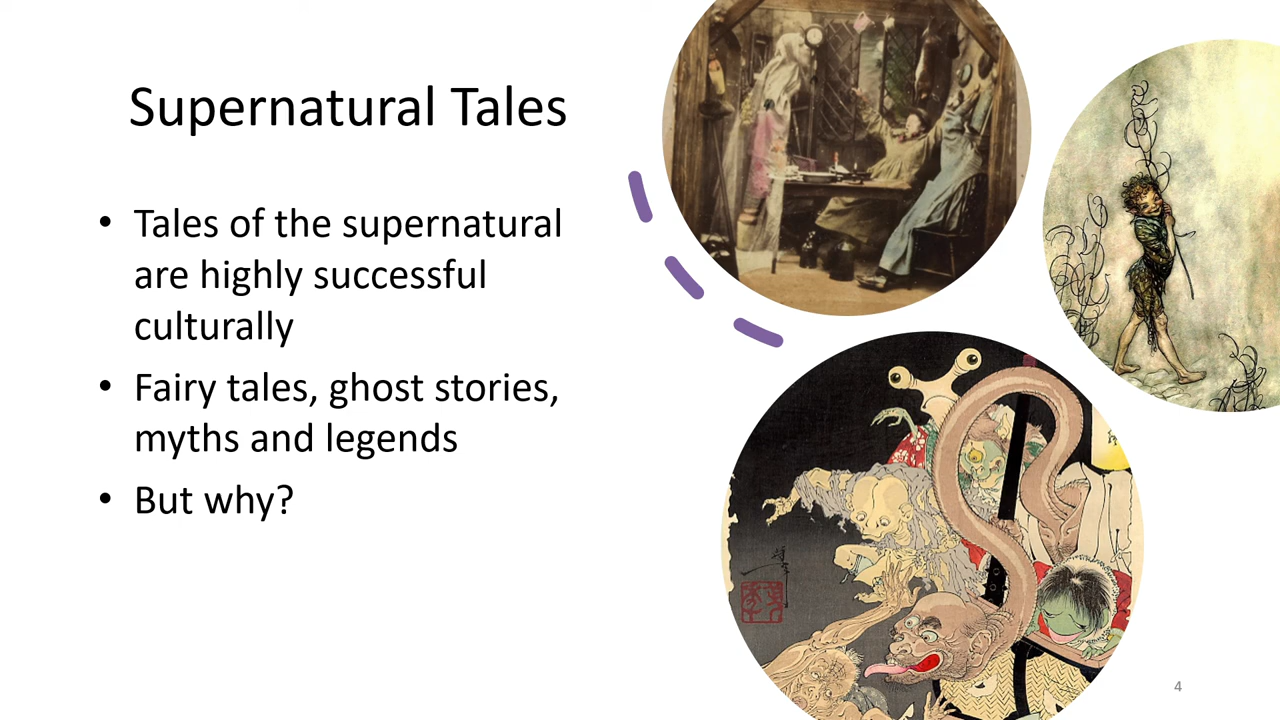 Supernatural Tales
• Tales of the supernatural
are highly successful
culturally
• Fairy tales, ghost stories,
myths and legends
• But why?
4